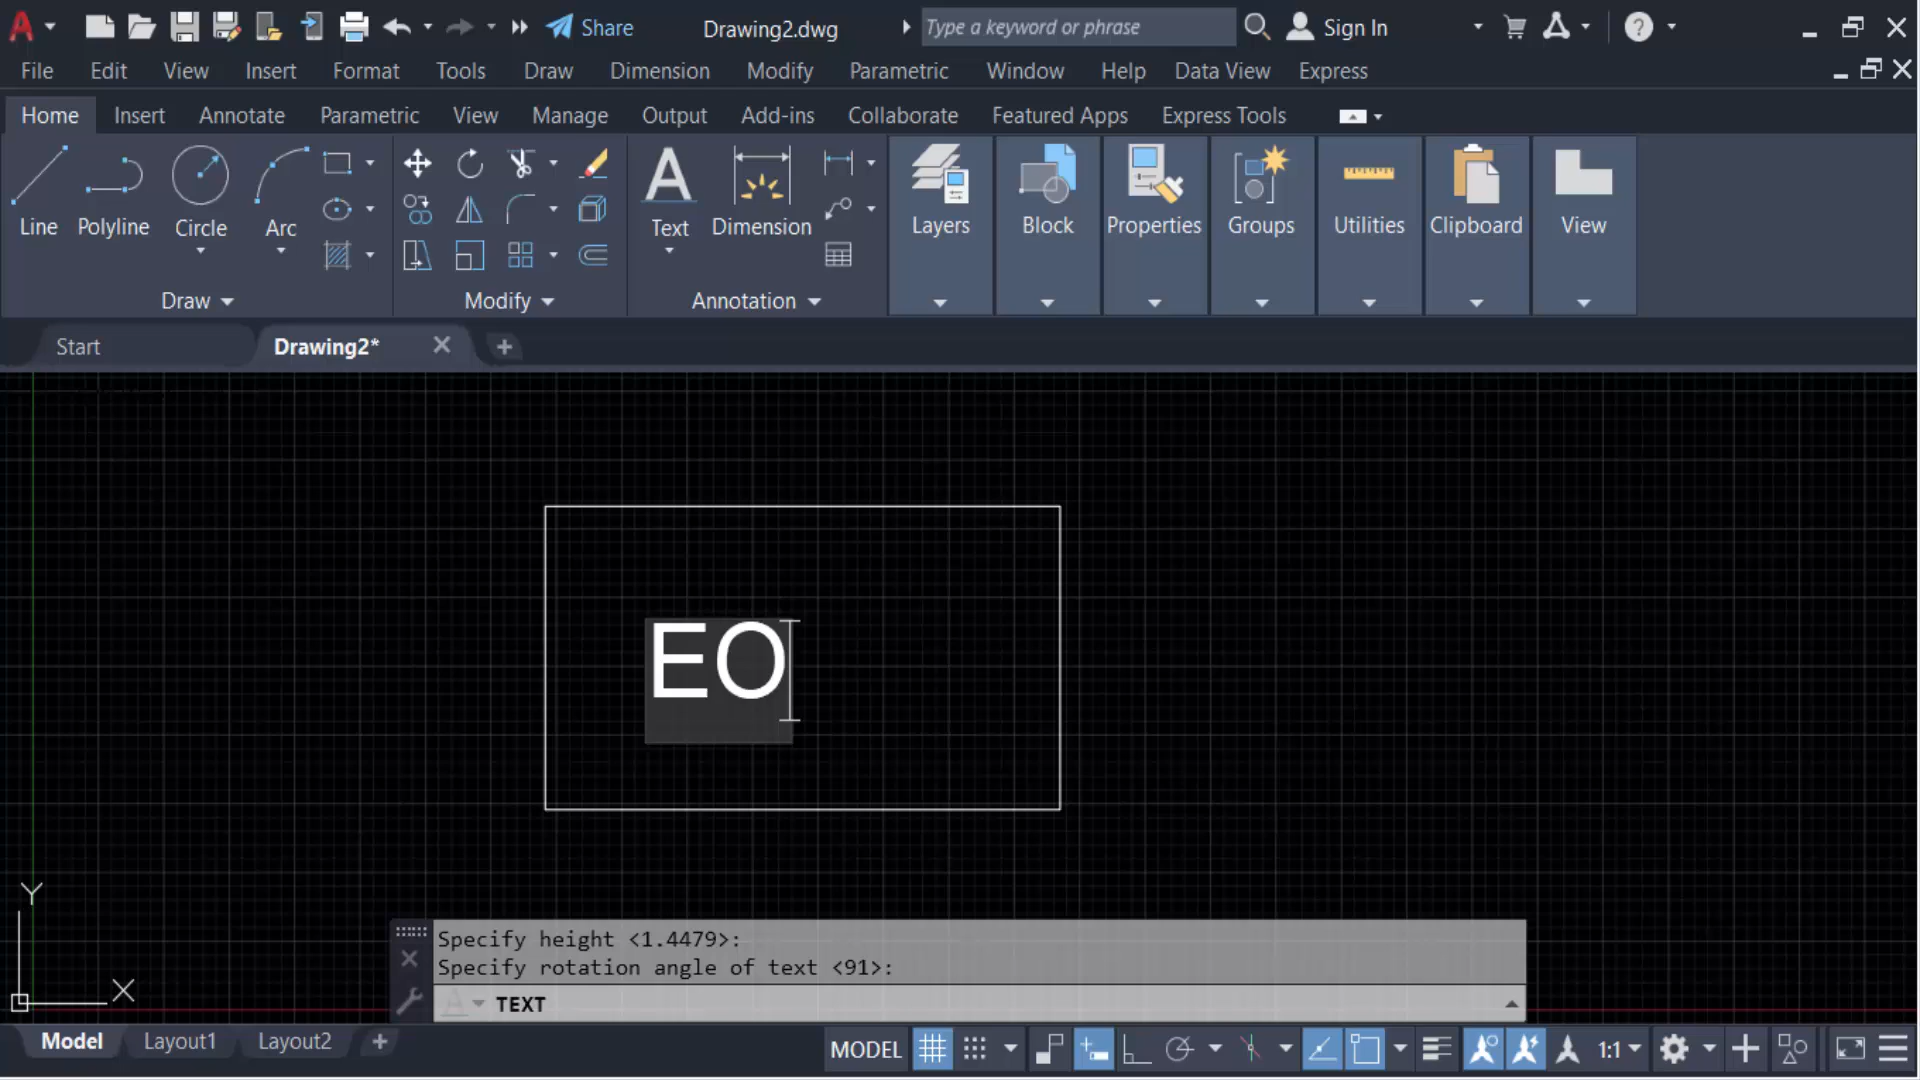 Share Drawing2.dwg Type a keyword or phrase Sign In
File Edit View Insert Format Tools Draw Dimension Modify Parametric Window Help Data View Express
Home Insert Annotate Parametric View Manage Output Add-ins Collaborate Featured Apps Express Tools
Line Polyline Circle Arc Text Dimension Layers Block Properties Groups Utilities Clipboard View
Draw Modify Annotation
Start Drawing2*
EO
Y
X
Specify height <1.4479>:
Specify rotation angle of text <91>:
TEXT
Model Layout1 Layout2 MODEL 1:1